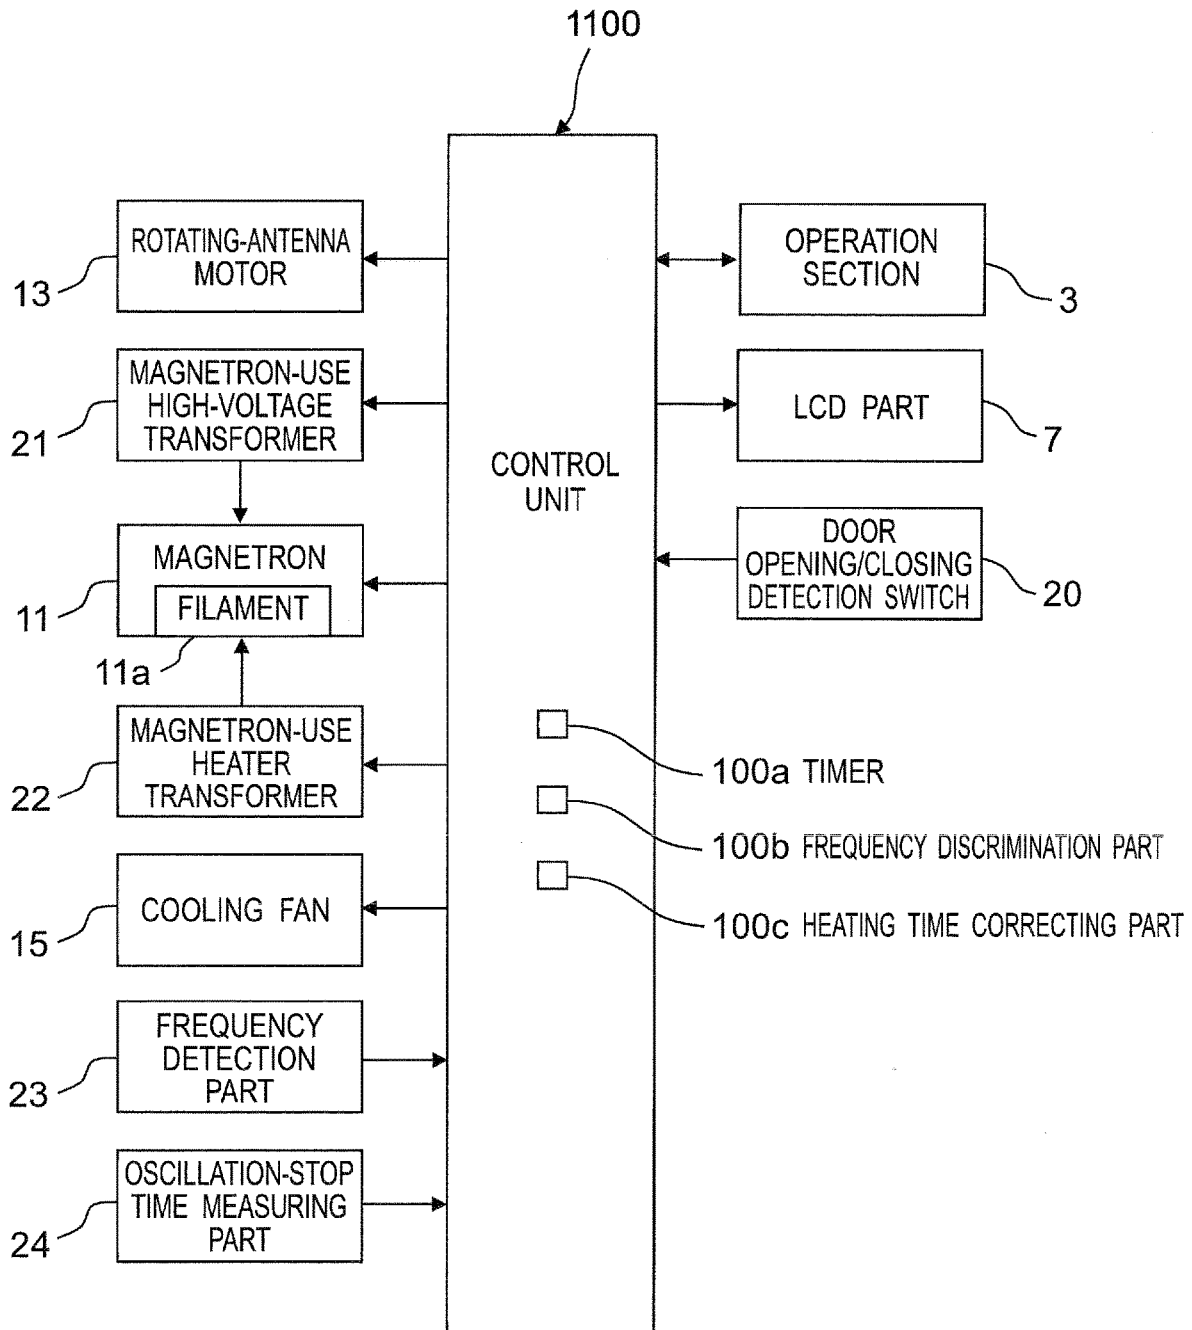 1100
ROTATING-ANTENNA
MOTOR
13
MAGNETRON-USE
HIGH-VOLTAGE
TRANSFORMER
21
MAGNETRON
FILAMENT
11
11a
MAGNETRON-USE
HEATER
TRANSFORMER
22
COOLING FAN
15
FREQUENCY
DETECTION
PART
23
OSCILLATION-STOP
TIME MEASURING
PART
24
CONTROL
UNIT
OPERATION
SECTION
3
LCD PART
7
DOOR
OPENING/CLOSING
DETECTION SWITCH
20
100a TIMER
100b FREQUENCY DISCRIMINATION PART
100c HEATING TIME CORRECTING PART